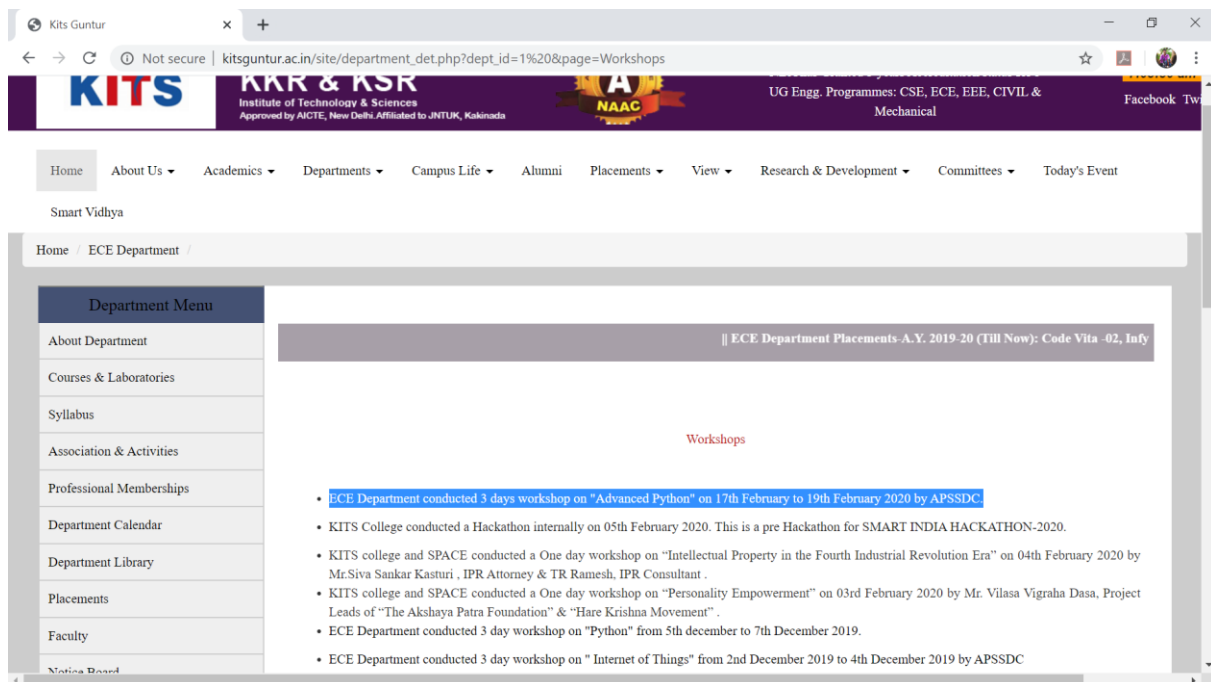 Kits Guntur
Not secure | kitsguntur.ac.in/site/department_det.php?dept_id=1%20&page=Workshops
KITS
KKR & KSR
Institute of Technology & Sciences
Approved by AICTE, New Delhi. Affiliated to JNTUK, Kakinada
A
NAAC
UG Engg. Programmes: CSE, ECE, EEE, CIVIL &
Mechanical
Facebook Twi
Home About Us Academics Departments Campus Life Alumni Placements View Research & Development Committees Today's Event
Smart Vidhya
Home / ECE Department /
Department Menu
About Department
Courses & Laboratories
Syllabus
Association & Activities
Professional Memberships
Department Calendar
Department Library
Placements
Faculty
Notice Board
|| ECE Department Placements-A.Y. 2019-20 (Till Now): Code Vita -02, Infy
Workshops
• ECE Department conducted 3 days workshop on "Advanced Python" on 17th February to 19th February 2020 by APSSDC.
• KITS College conducted a Hackathon internally on 05th February 2020. This is a pre Hackathon for SMART INDIA HACKATHON-2020.
• KITS college and SPACE conducted a One day workshop on “Intellectual Property in the Fourth Industrial Revolution Era” on 04th February 2020 by
Mr.Siva Sankar Kasturi , IPR Attorney & TR Ramesh, IPR Consultant .
• KITS college and SPACE conducted a One day workshop on “Personality Empowerment” on 03rd February 2020 by Mr. Vilasa Vigraha Dasa, Project
Leads of “The Akshaya Patra Foundation” & “Hare Krishna Movement” .
• ECE Department conducted 3 day workshop on "Python" from 5th december to 7th December 2019.
• ECE Department conducted 3 day workshop on " Internet of Things" from 2nd December 2019 to 4th December 2019 by APSSDC